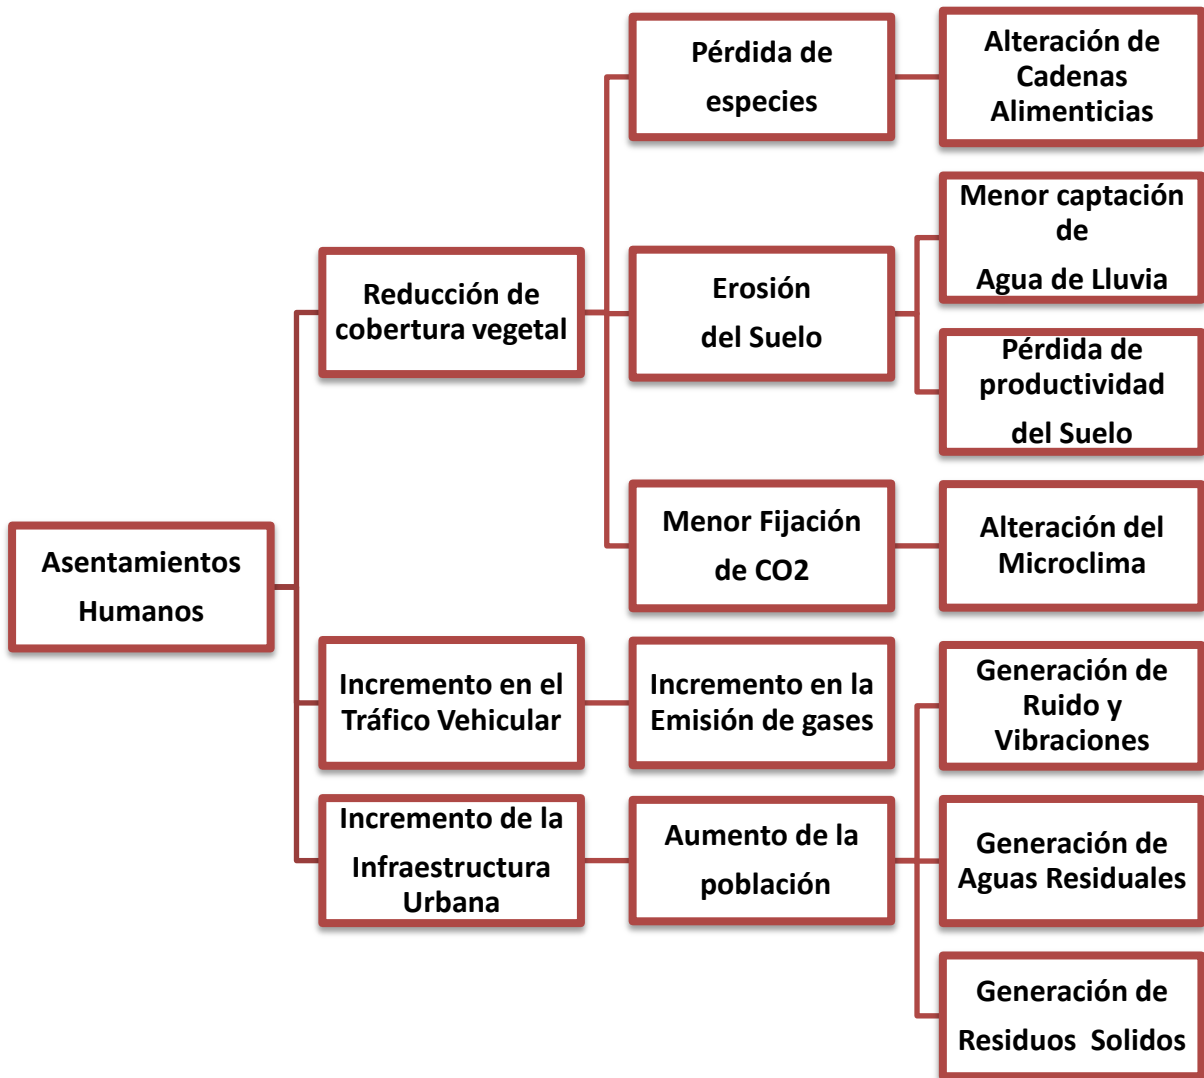 Asentamientos
Humanos
Reducción de
cobertura vegetal
Pérdida de
especies
Alteración de
Cadenas
Alimenticias
Erosión
del Suelo
Menor captación
de
Agua de Lluvia
Pérdida de
productividad
del Suelo
Menor Fijación
de CO2
Alteración del
Microclima
Incremento en el
Tráfico Vehicular
Incremento en la
Emisión de gases
Incremento de la
Infraestructura
Urbana
Aumento de la
población
Generación de
Ruido y
Vibraciones
Generación de
Aguas Residuales
Generación de
Residuos Solidos